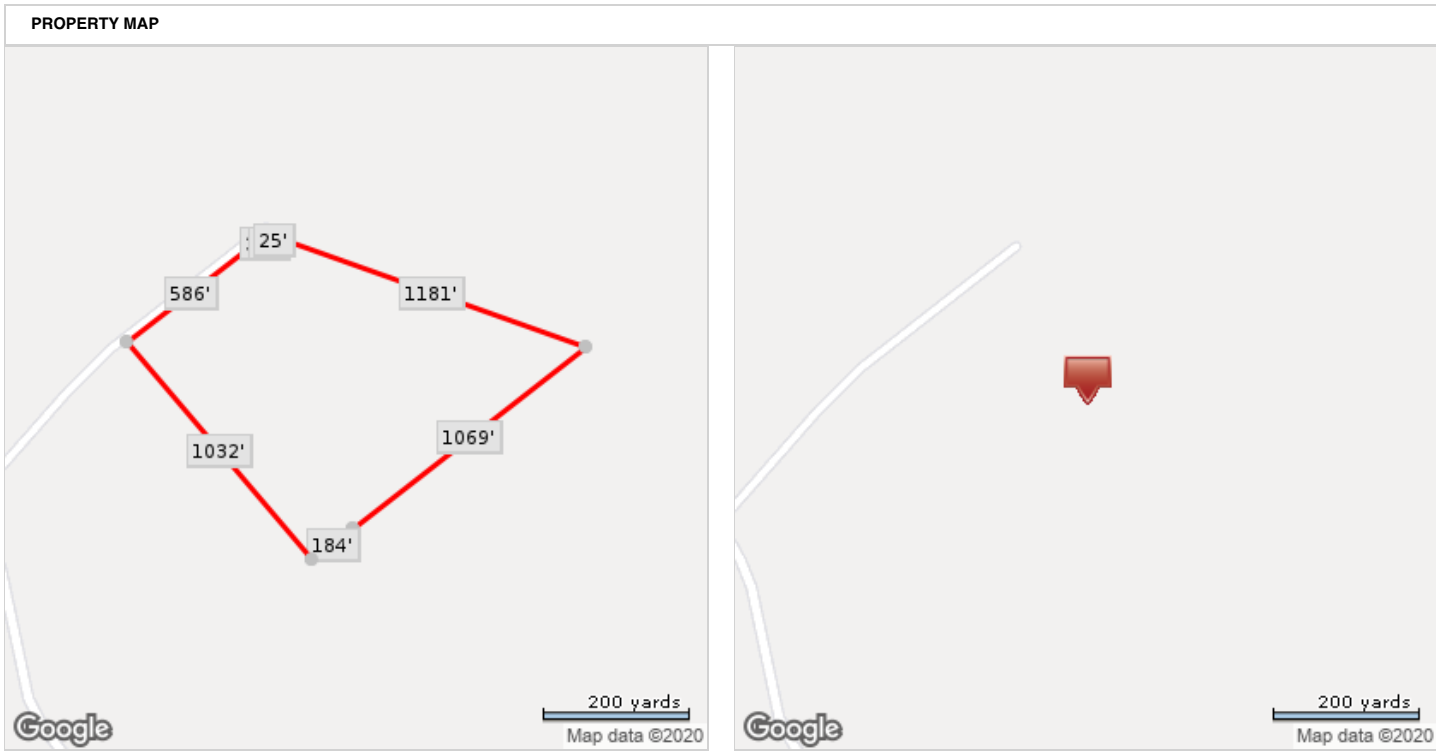 PROPERTY MAP
25'
586'
1181'
1032'
1069'
184'
200 yards
Google
Map data ©2020
200 yards
Google
Map data ©2020